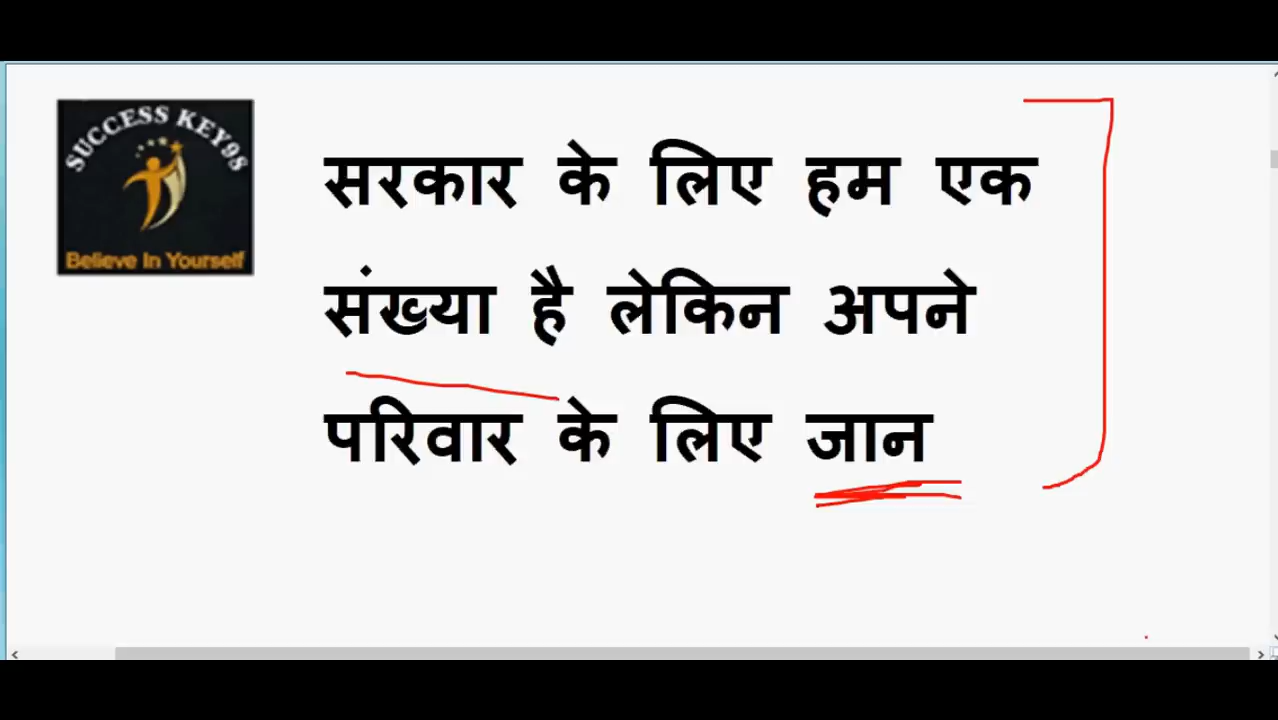 SUCCESS KEY98
Believe In Yourself
सरकार के लिए हम एक
संख्या है लेकिन अपने
परिवार के लिए जान